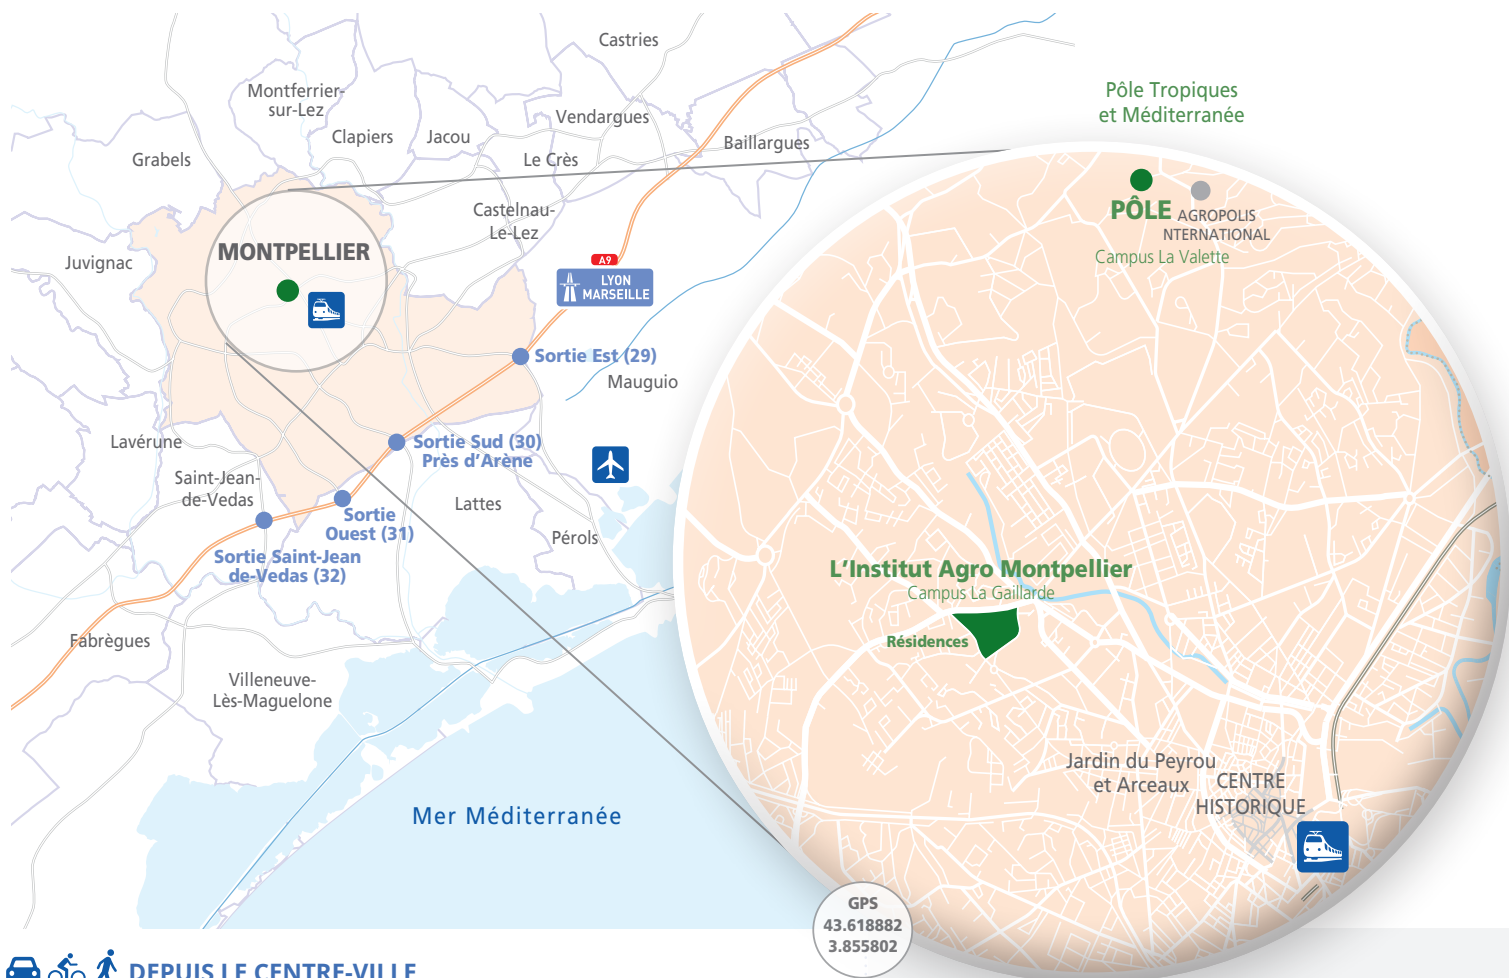 Castries
Montferrier-
sur-Lez
Clapiers
Jacou
Vendargues
Grabels
Le Crès
Baillargues
Castelnau-
Le-Lez
MONTPELLIER
Juvignac
A9
LYON
MARSEILLE
Sortie Est (29)
Mauguio
Lavérune
Sortie Sud (30)
Près d’Arène
Saint-Jean-
de-Vedas
Lattes
Sortie
Ouest (31)
Pérols
Sortie Saint-Jean
de-Vedas (32)
Fabrègues
Villeneuve-
Lès-Maguelone
Mer Méditerranée
Pôle Tropiques
et Méditerranée
PÔLE
AGROPOLIS
NTERNATIONAL
Campus La Valette
L’Institut Agro Montpellier
Campus La Gaillarde
Résidences
Jardin du Peyrou
et Arceaux
CENTRE
HISTORIQUE
GPS
43.618882
3.855802
DEPUIS LE CENTRE-VILLE